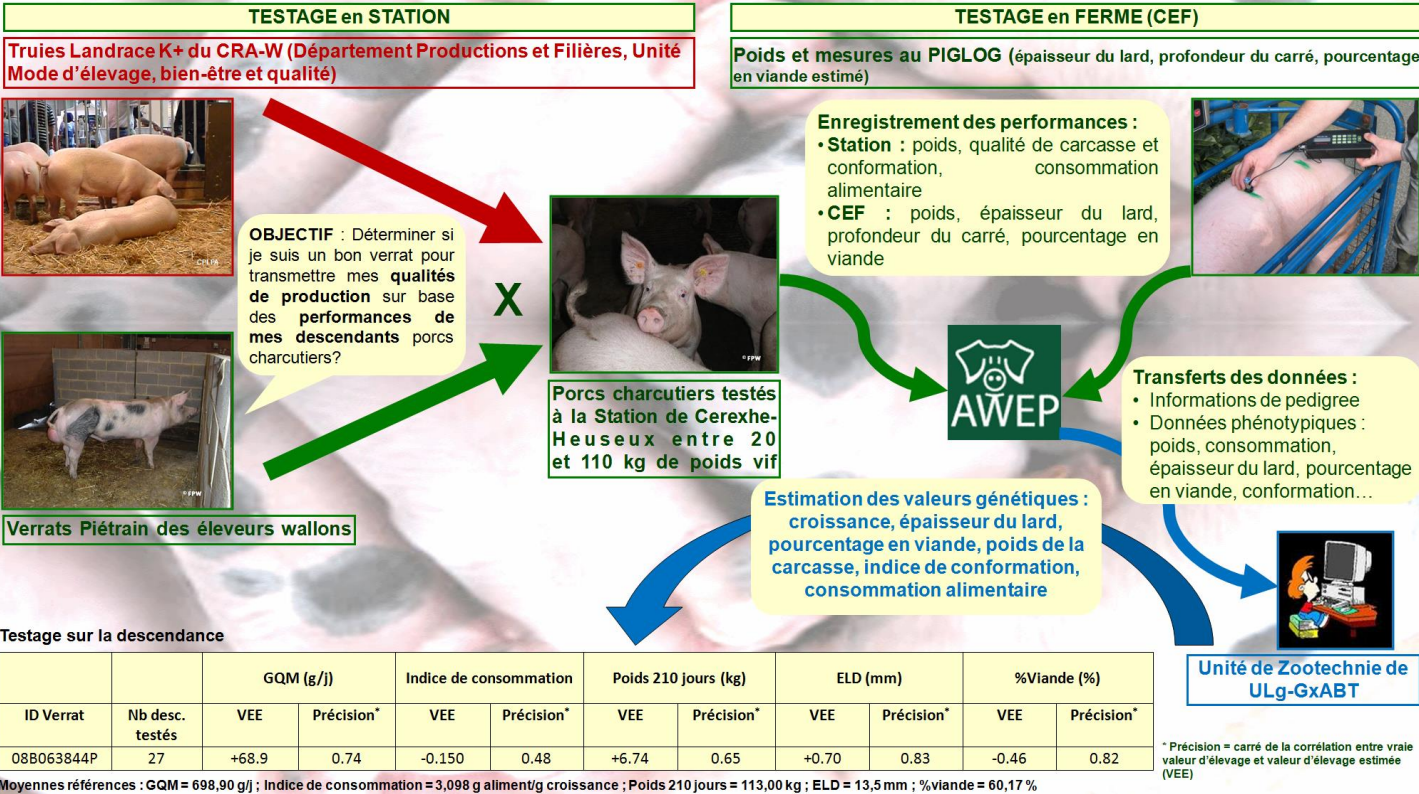 TESTAGE en STATION
TESTAGE en FERME (CEF)
Truies Landrace K+ du CRA-W (Département Productions et Filières, Unité
Mode d'élevage, bien-être et qualité)
Poids et mesures au PIGLOG (épaisseur du lard, profondeur du carré, pourcentage
en viande estimé)
CPLPA
OBJECTIF : Déterminer si
je suis un bon verrat pour
transmettre mes qualités
de production sur base
des performances de
mes descendants porcs
charcutiers?
X
Enregistrement des performances :
• Station : poids, qualité de carcasse et
conformation, consommation
alimentaire
• CEF : poids, épaisseur du lard,
profondeur du carré, pourcentage en
viande
© FPW
© FPW
Verrats Piétrain des éleveurs wallons
Porcs charcutiers testés
à la Station de Cerexhe-
Heuseux entre 20
et 110 kg de poids vif
AWEP
Transferts des données :
• Informations de pedigree
• Données phénotypiques :
poids, consommation,
épaisseur du lard, pourcentage
en viande, conformation…
Estimation des valeurs génétiques :
croissance, épaisseur du lard,
pourcentage en viande, poids de la
carcasse, indice de conformation,
consommation alimentaire
Unité de Zootechnie de
ULg-GxABT
Testage sur la descendance
GQM (g/j) Indice de consommation Poids 210 jours (kg) ELD (mm) %Viande (%)
ID Verrat Nb desc. testés VEE Précision* VEE Précision* VEE Précision* VEE Précision* VEE Précision*
08B063844P 27 +68.9 0.74 -0.150 0.48 +6.74 0.65 +0.70 0.83 -0.46 0.82
* Précision = carré de la corrélation entre vraie
valeur d'élevage et valeur d'élevage estimée
(VEE)
Moyennes références : GQM = 698,90 g/j ; Indice de consommation = 3,098 g aliment/g croissance ; Poids 210 jours = 113,00 kg ; ELD = 13,5 mm ; %viande = 60,17 %